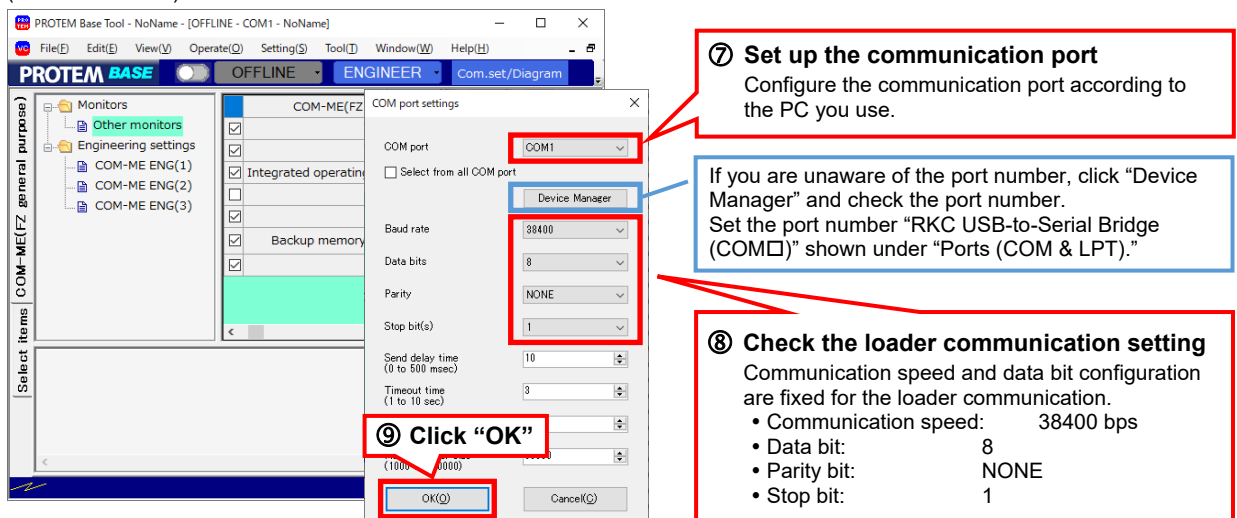 PROTEM Base Tool - NoName - [OFFLINE - COM1 - NoName]
File(F) Edit(E) View(V) Operate(O) Setting(S) Tool(T) Window(W) Help(H)
PROTEM BASE OFFLINE ENGINEER Com.set/Diagram
COM-ME(FZ general purpose)
Select items
Monitors
Other monitors
Engineering settings
COM-ME ENG(1)
COM-ME ENG(2)
COM-ME ENG(3)
COM-ME(FZ
Integrated operatin
Backup memory
COM port settings
COM port COM1
Select from all COM port
Device Manager
Baud rate 38400
Data bits 8
Parity NONE
Stop bit(s) 1
Send delay time 10
(0 to 500 msec)
Timeout time 3
(1 to 10 sec)
⑨ Click “OK”
OK(O) Cancel(C)
⑦ Set up the communication port
Configure the communication port according to
the PC you use.
If you are unaware of the port number, click “Device
Manager” and check the port number.
Set the port number “RKC USB-to-Serial Bridge
(COM□)” shown under “Ports (COM & LPT).”
⑧ Check the loader communication setting
Communication speed and data bit configuration
are fixed for the loader communication.
• Communication speed: 38400 bps
• Data bit: 8
• Parity bit: NONE
• Stop bit: 1